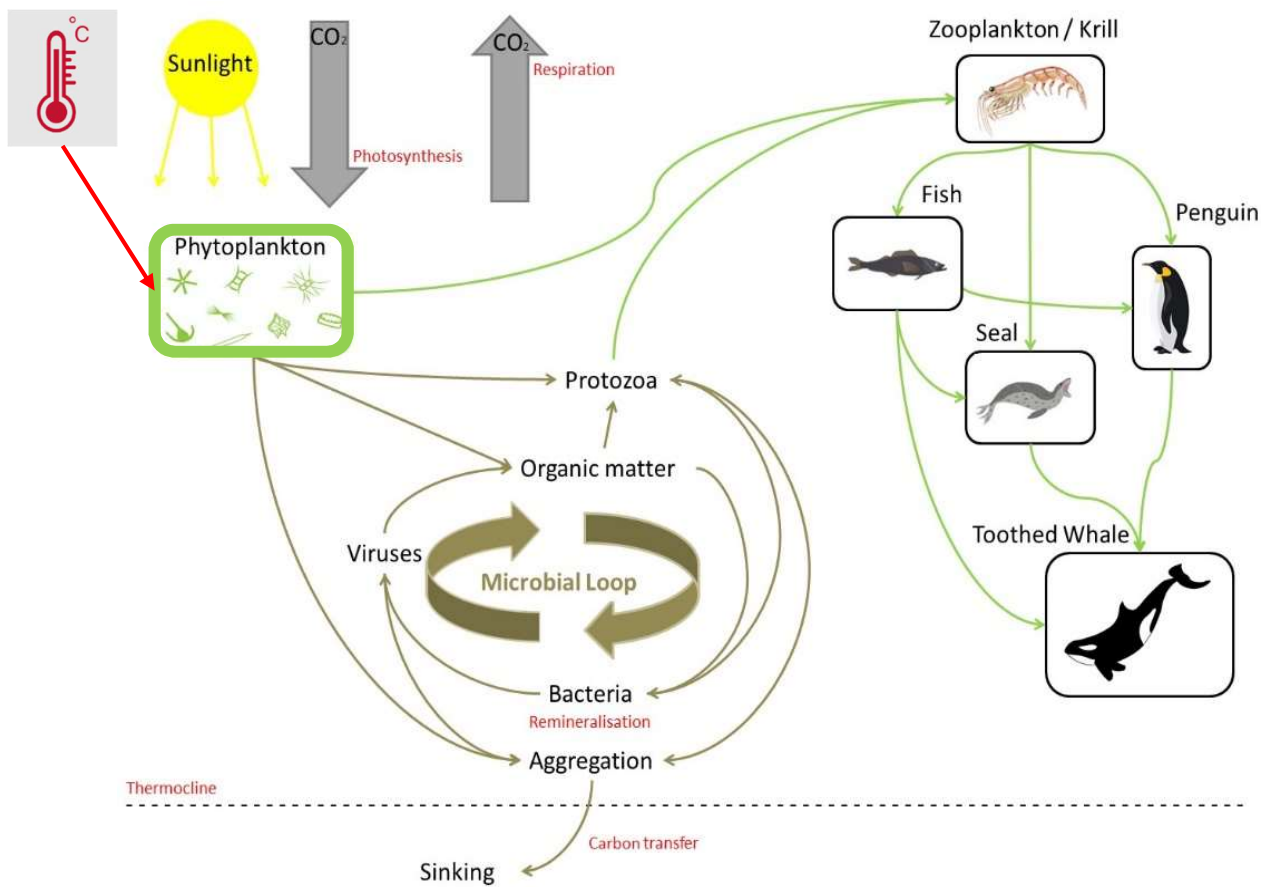 °C
Sunlight
CO₂
CO₂
Respiration
Photosynthesis
Zooplankton / Krill
Fish
Penguin
Phytoplankton
Seal
Protozoa
Organic matter
Viruses
Microbial Loop
Toothed Whale
Bacteria
Remineralisation
Aggregation
Thermocline
Carbon transfer
Sinking